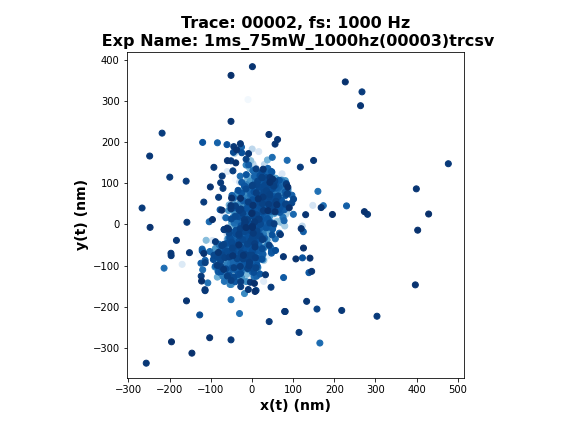 Trace: 00002, fs: 1000 Hz
Exp Name: 1ms_75mW_1000hz(00003)trcsv
400
300
200
100
0
−100
−200
−300
y(t) (nm)
−300 −200 −100 0 100 200 300 400 500
x(t) (nm)